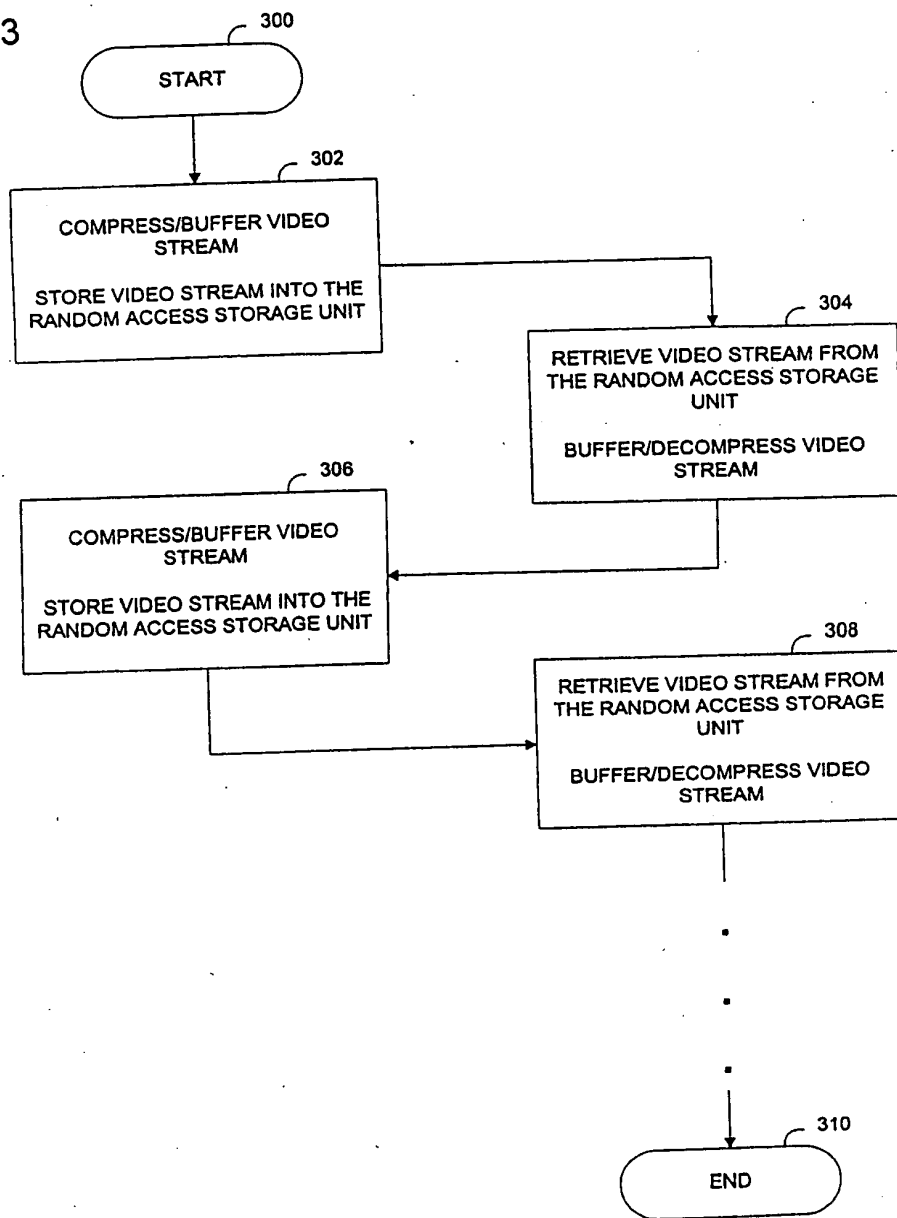 3
300
START
302
COMPRESS/BUFFER VIDEO
STREAM
STORE VIDEO STREAM INTO THE
RANDOM ACCESS STORAGE UNIT
304
RETRIEVE VIDEO STREAM FROM
THE RANDOM ACCESS STORAGE
UNIT
BUFFER/DECOMPRESS VIDEO
STREAM
306
COMPRESS/BUFFER VIDEO
STREAM
STORE VIDEO STREAM INTO THE
RANDOM ACCESS STORAGE UNIT
308
RETRIEVE VIDEO STREAM FROM
THE RANDOM ACCESS STORAGE
UNIT
BUFFER/DECOMPRESS VIDEO
STREAM
310
END